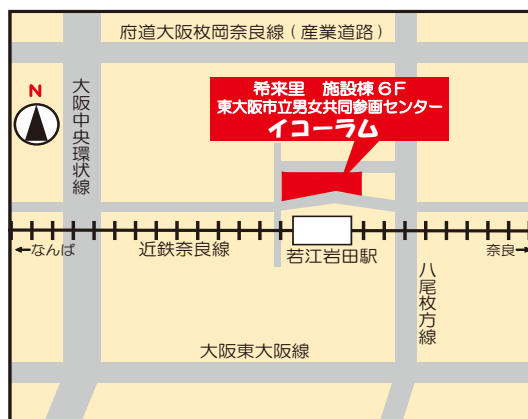 府道大阪枚岡奈良線(産業道路)
N
大阪中央環状線
希来里 施設棟6F
東大阪市立男女共同参画センター
イコーラム
←なんば
近鉄奈良線
若江岩田駅
奈良→
八尾枚方線
大阪東大阪線